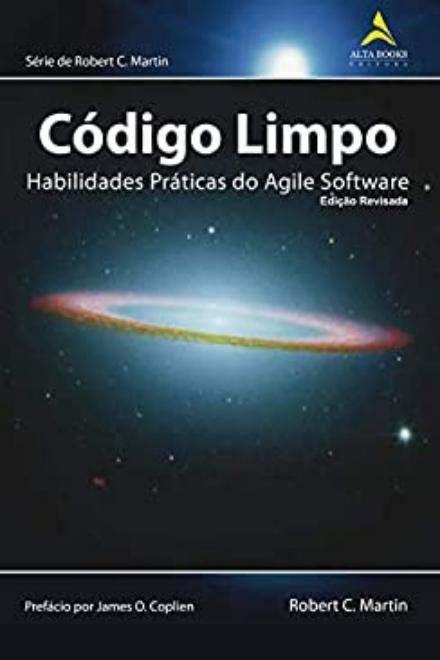 Série de Robert C. Martin
ALTA BOOKS
EDITORA
Código Limpo
Habilidades Práticas do Agile Software
Edição Revisada
Prefácio por James O. Coplien
Robert C. Martin